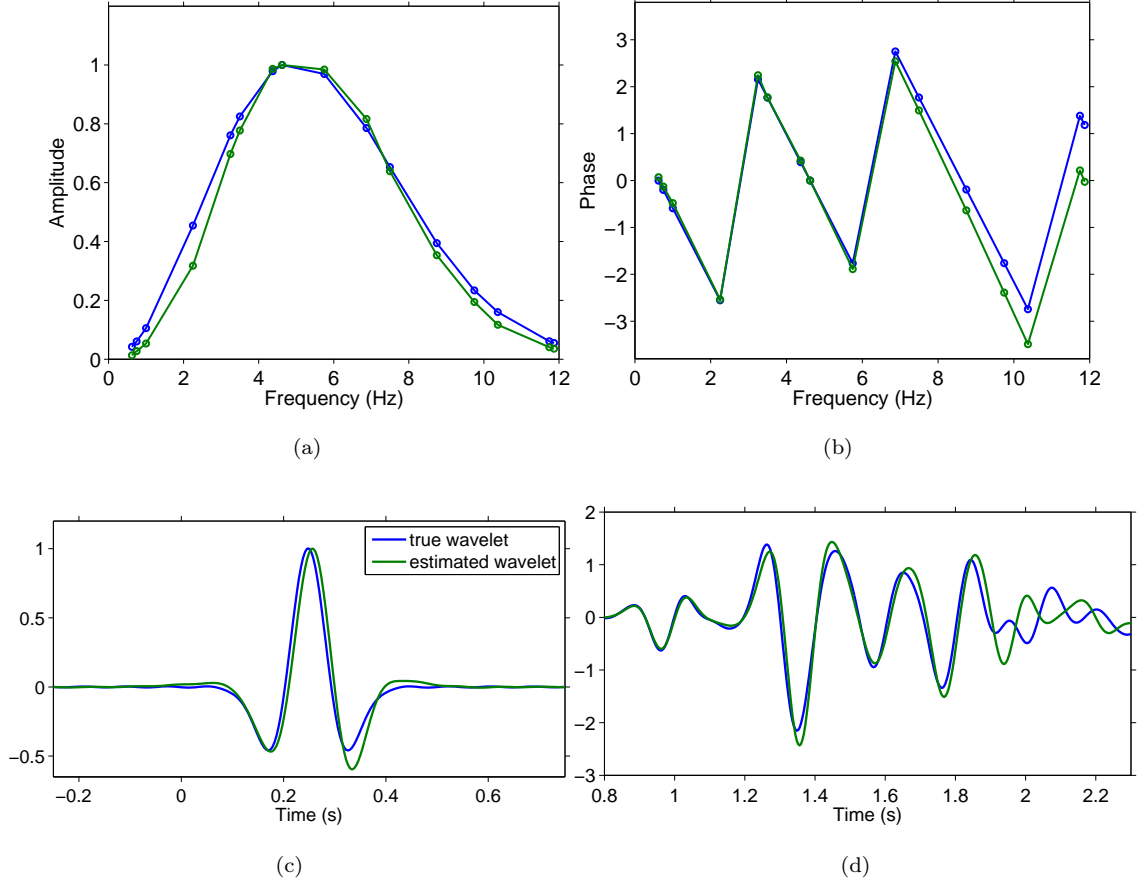 1
0.8
0.6
0.4
0.2
0
Amplitude
0 2 4 6 8 10 12
Frequency (Hz)
(a)
3
2
1
0
−1
−2
−3
Phase
0 2 4 6 8 10 12
Frequency (Hz)
(b)
1
0.5
0
−0.5
true wavelet
estimated wavelet
−0.2 0 0.2 0.4 0.6
Time (s)
(c)
2
1
0
−1
−2
−3
0.8 1 1.2 1.4 1.6 1.8 2 2.2
Time (s)
(d)